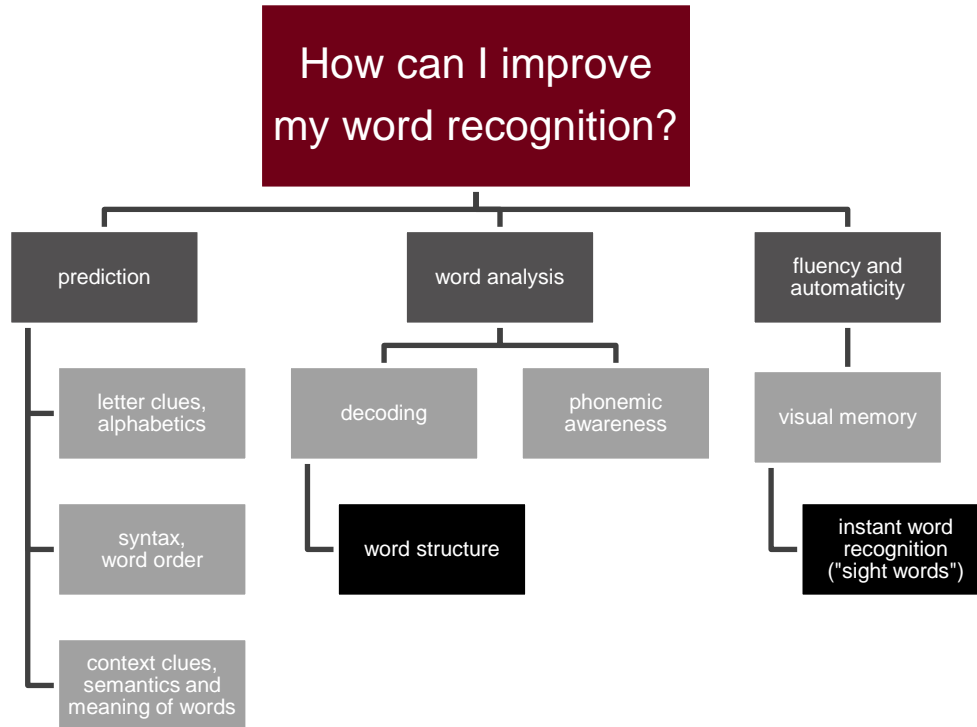 How can I improve
my word recognition?
prediction
word analysis
fluency and
automaticity
letter clues,
alphabetics
decoding
phonemic
awareness
visual memory
syntax,
word order
word structure
instant word
recognition
("sight words")
context clues,
semantics and
meaning of words